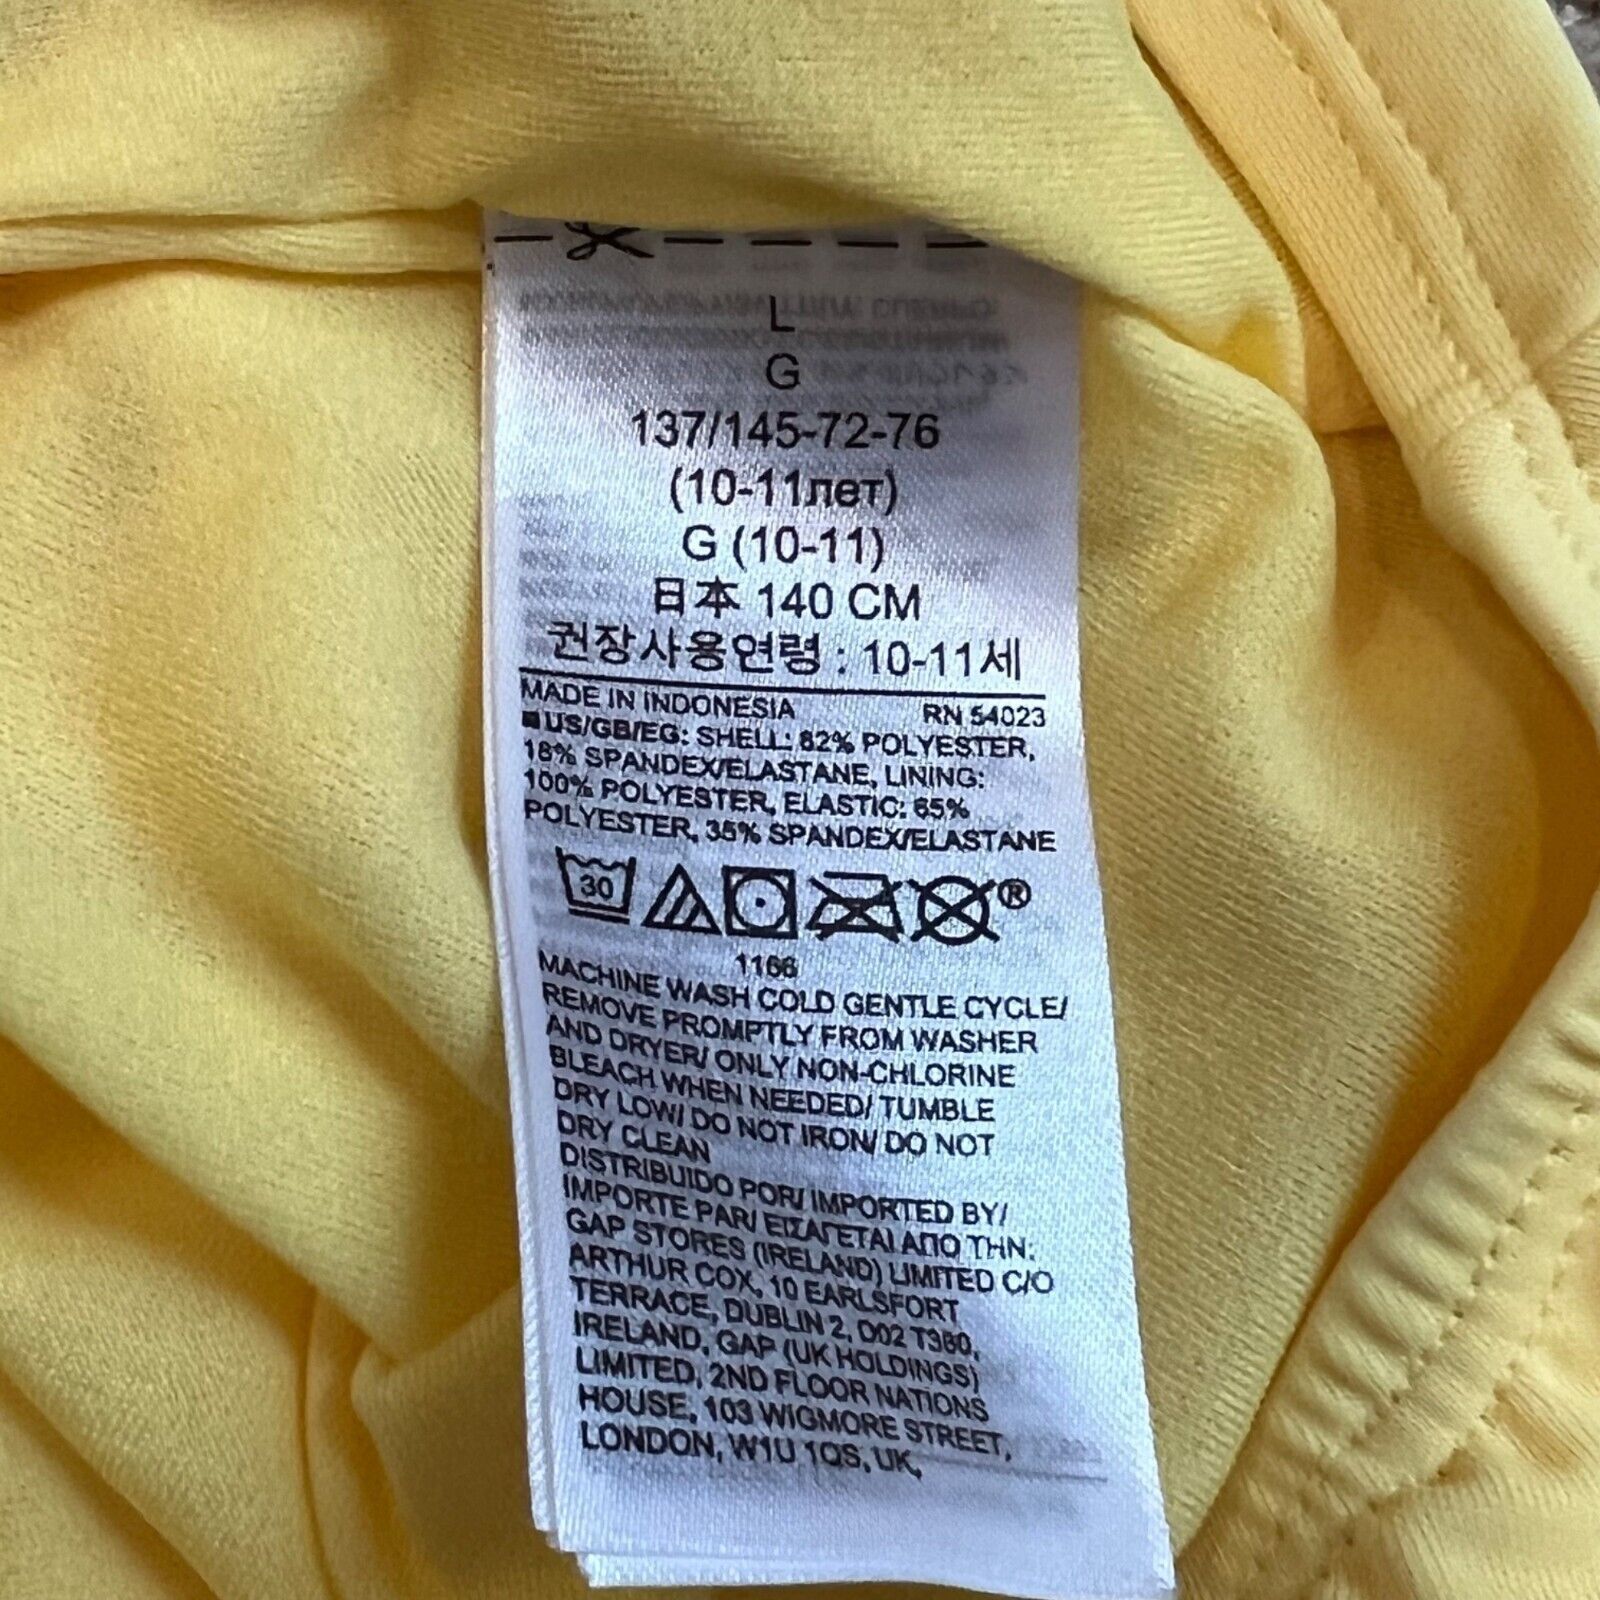 L
G
137/145-72-76
(10-11лет)
G (10-11)
日本 140 CM
권장사용연령 : 10-11세
MADE IN INDONESIA RN 54023
US/GB/EG: SHELL: 82% POLYESTER,
18% SPANDEX/ELASTANE, LINING:
100% POLYESTER, ELASTIC: 65%
POLYESTER, 35% SPANDEX/ELASTANE
30 ®
1166
MACHINE WASH COLD GENTLE CYCLE/
REMOVE PROMPTLY FROM WASHER
AND DRYER/ ONLY NON-CHLORINE
BLEACH WHEN NEEDED/ TUMBLE
DRY LOW/ DO NOT IRON/ DO NOT
DRY CLEAN
DISTRIBUIDO POR/ IMPORTED BY/
IMPORTE PAR/ ΕΙΣΑΓΕΤΑΙ ΑΠΟ ΤΗΝ:
GAP STORES (IRELAND) LIMITED C/O
ARTHUR COX, 10 EARLSFORT
TERRACE, DUBLIN 2, D02 T380,
IRELAND, GAP (UK HOLDINGS)
LIMITED, 2ND FLOOR NATIONS
HOUSE, 103 WIGMORE STREET,
LONDON, W1U 1QS, UK,